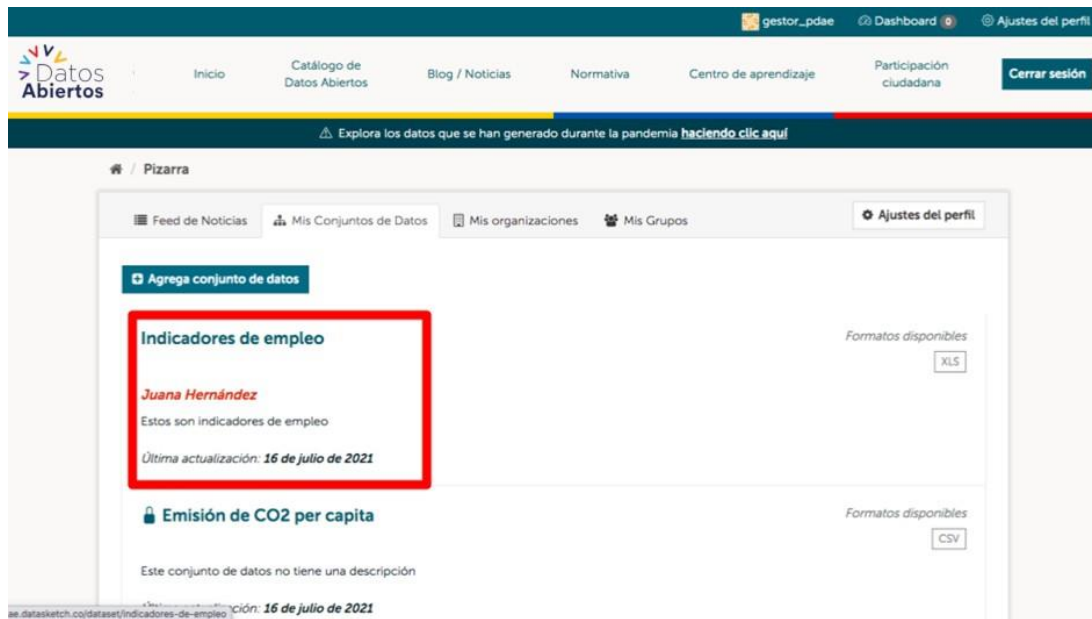 gestor_pdae Dashboard 0 Ajustes del perfil
Datos
Abiertos
Inicio
Catálogo de
Datos Abiertos
Blog / Noticias
Normativa
Centro de aprendizaje
Participación
ciudadana
Cerrar sesión
Explora los datos que se han generado durante la pandemia haciendo clic aquí
/ Pizarra
Feed de Noticias Mis Conjuntos de Datos Mis organizaciones Mis Grupos Ajustes del perfil
Agrega conjunto de datos
Indicadores de empleo
Formatos disponibles
XLS
Juana Hernández
Estos son indicadores de empleo
Última actualización: 16 de julio de 2021
Emisión de CO2 per capita
Formatos disponibles
CSV
Este conjunto de datos no tiene una descripción
16 de julio de 2021
ae.datasketch.co/dataset/indicadores-de-empleo